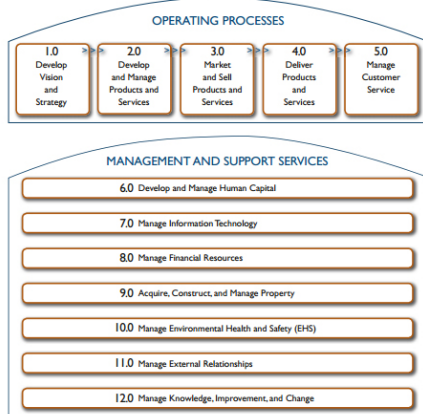 OPERATING PROCESSES
1.0
Develop
Vision
and
Strategy
>>>
2.0
Develop
and Manage
Products and
Services
>>>
3.0
Market
and Sell
Products and
Services
>>>
4.0
Deliver
Products
and
Services
>>>
5.0
Manage
Customer
Service
MANAGEMENT AND SUPPORT SERVICES
6.0 Develop and Manage Human Capital
7.0 Manage Information Technology
8.0 Manage Financial Resources
9.0 Acquire, Construct, and Manage Property
10.0 Manage Environmental Health and Safety (EHS)
11.0 Manage External Relationships
12.0 Manage Knowledge, Improvement, and Change